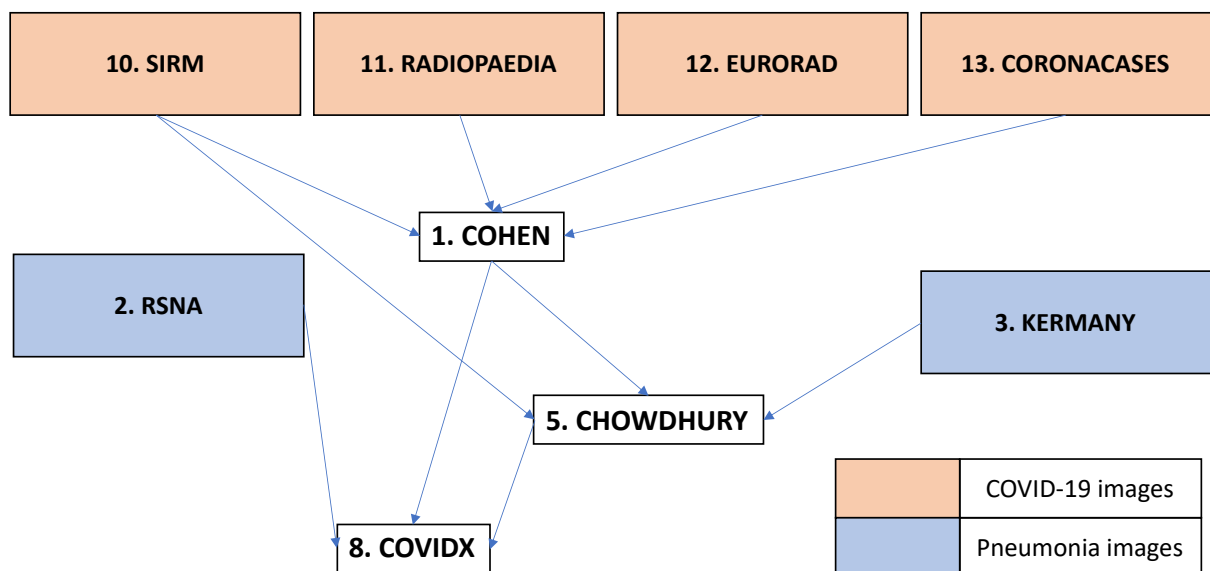 10. SIRM
11. RADIOPAEDIA
12. EURORAD
13. CORONACASES
1. COHEN
2. RSNA
3. KERMANY
5. CHOWDHURY
8. COVIDX
COVID-19 images
Pneumonia images